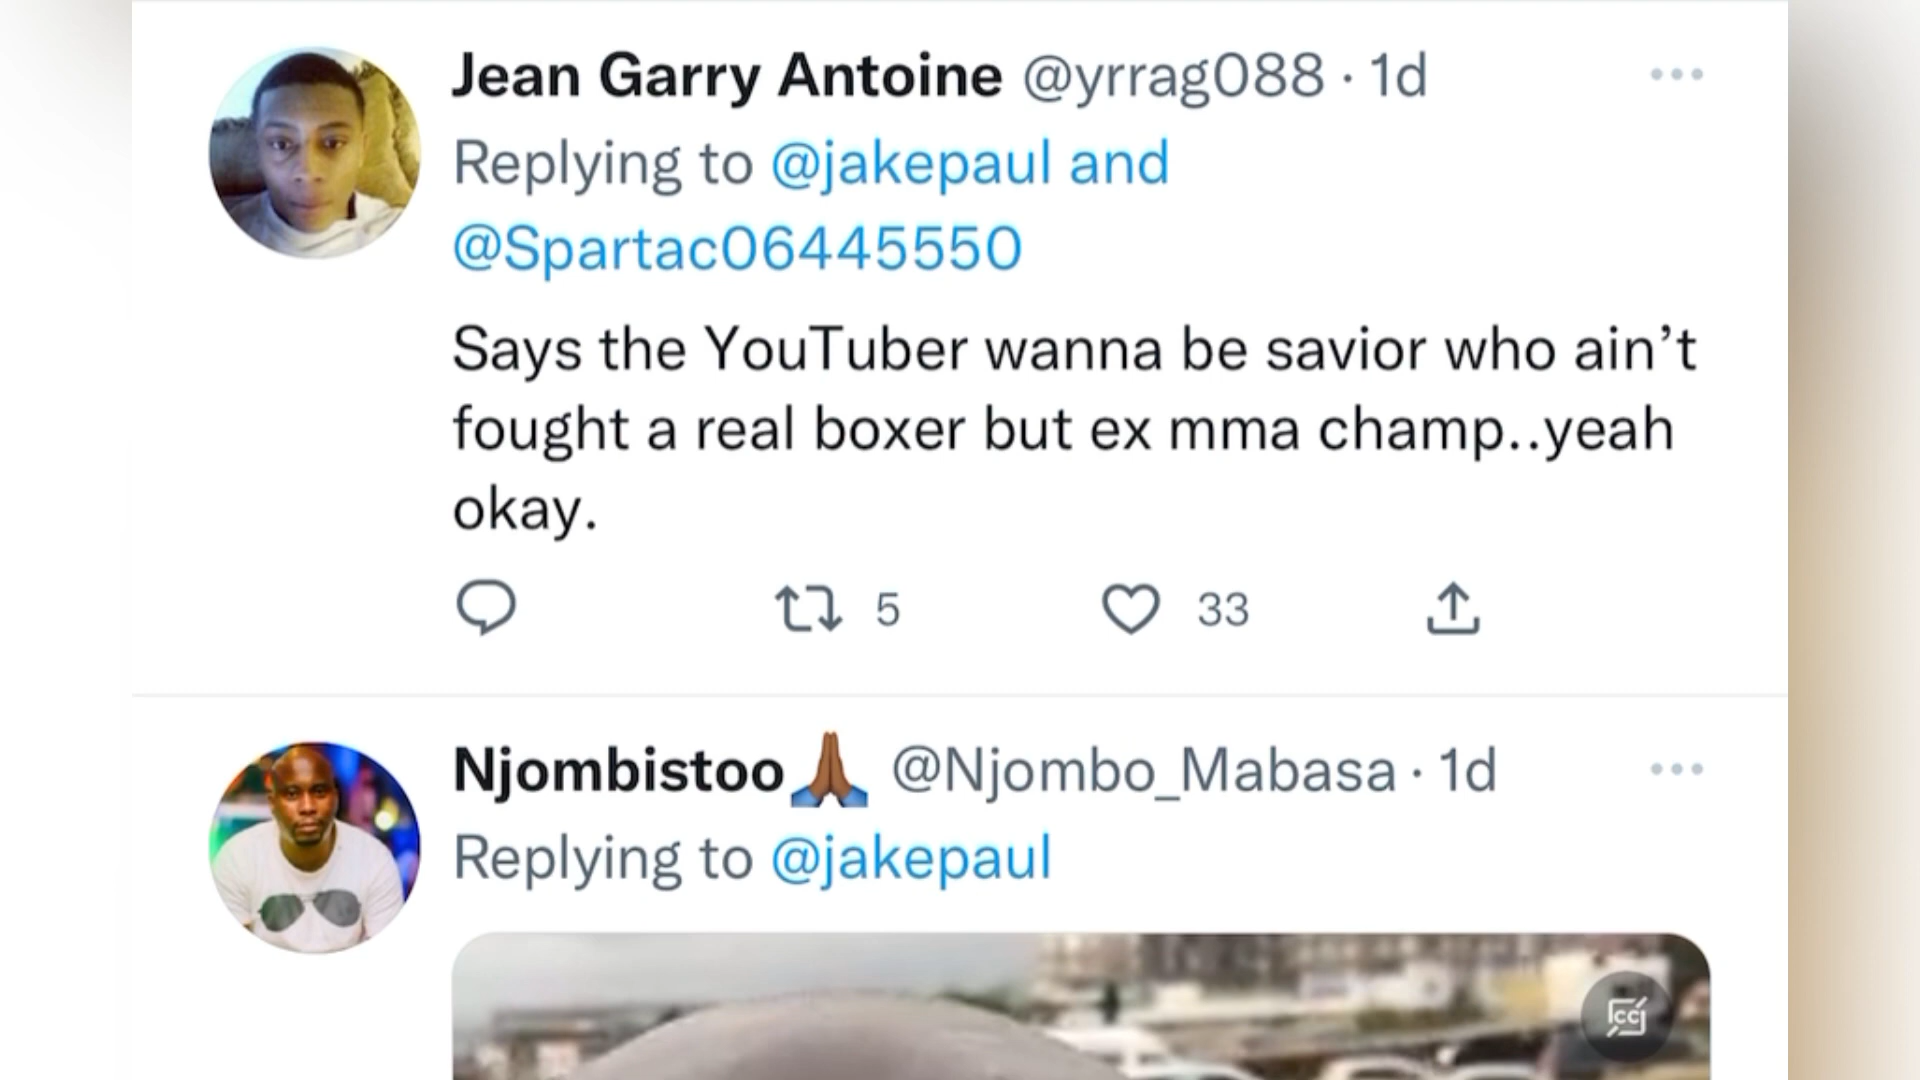 Jean Garry Antoine @yrrag088 · 1d
Replying to @jakepaul and
@Spartac06445550
Says the YouTuber wanna be savior who ain’t
fought a real boxer but ex mma champ..yeah
okay.
5 33
Njombistoo🙏🏾 @Njombo_Mabasa · 1d
Replying to @jakepaul
CC